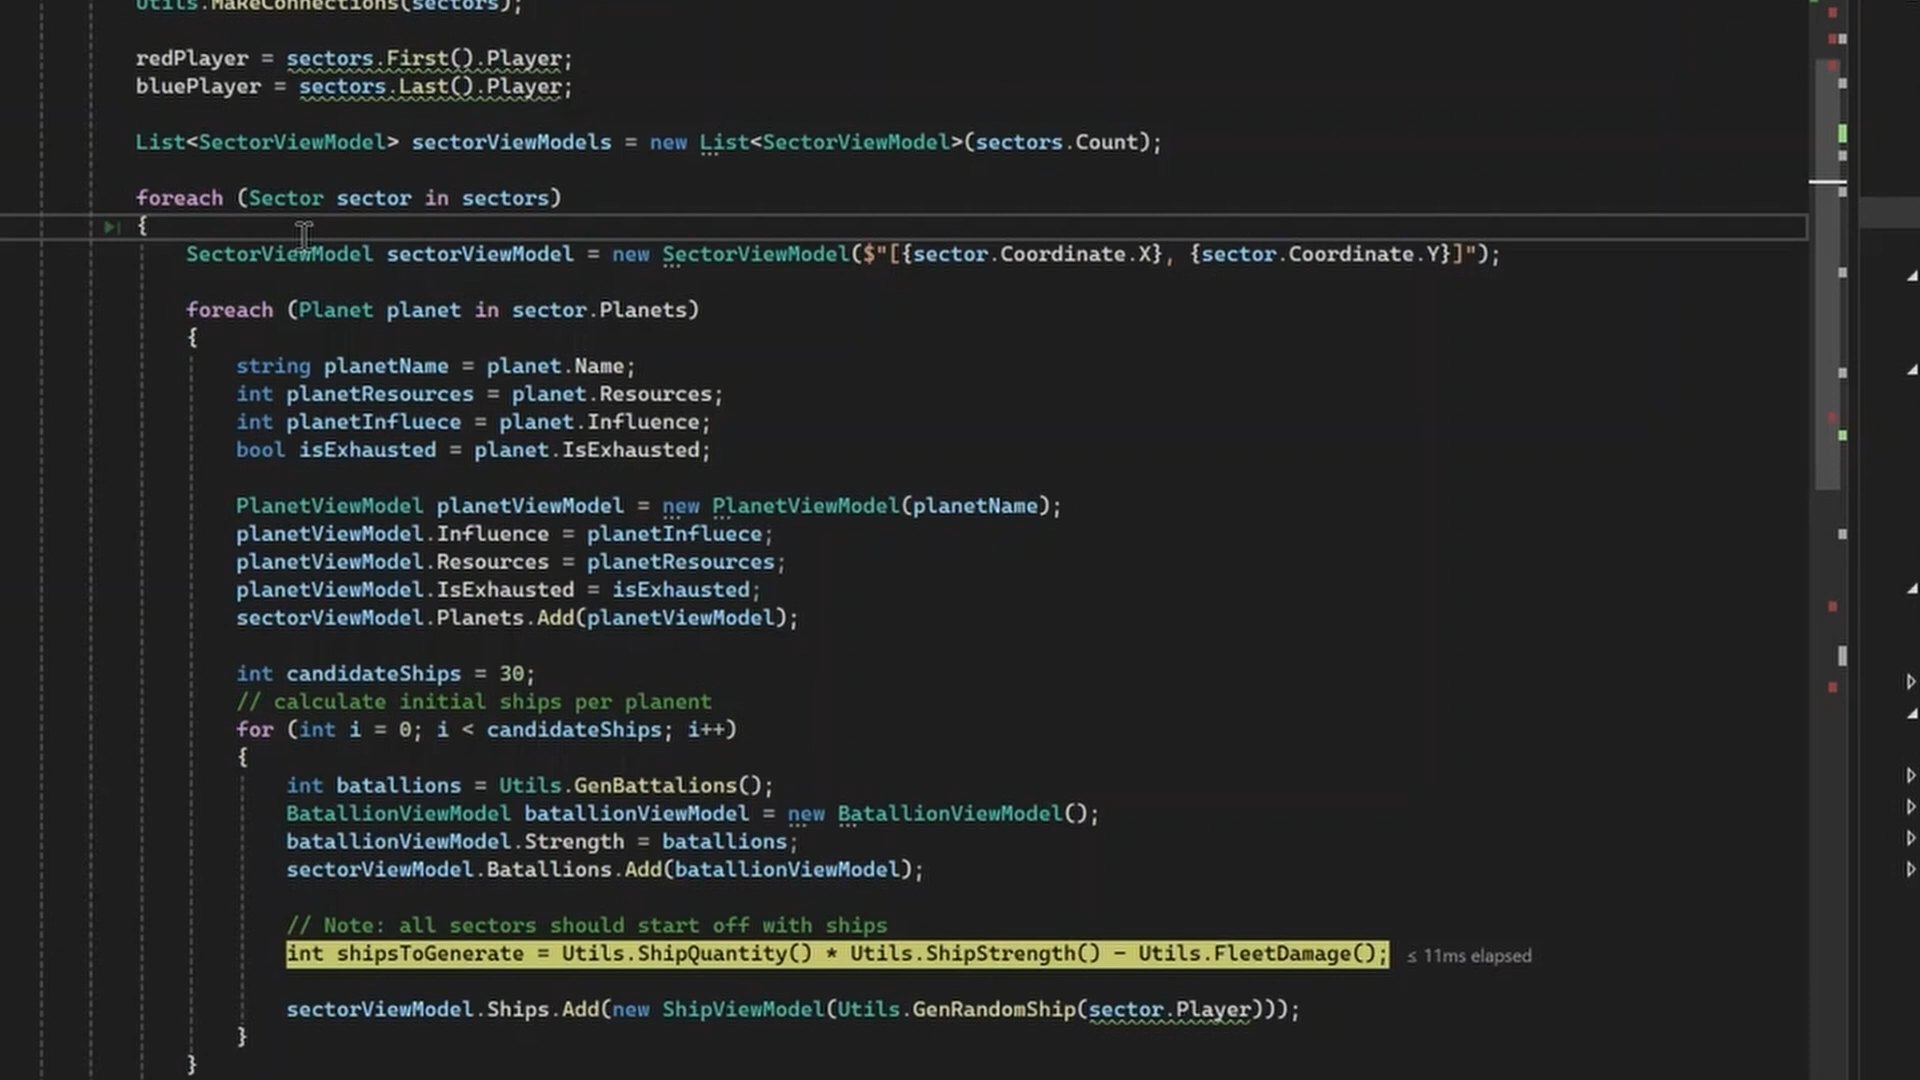 Utils.MakeConnections(sectors);
redPlayer = sectors.First().Player;
bluePlayer = sectors.Last().Player;
List<SectorViewModel> sectorViewModels = new List<SectorViewModel>(sectors.Count);
foreach (Sector sector in sectors)
{
SectorViewModel sectorViewModel = new SectorViewModel($"[{sector.Coordinate.X}, {sector.Coordinate.Y}]");
foreach (Planet planet in sector.Planets)
{
string planetName = planet.Name;
int planetResources = planet.Resources;
int planetInfluece = planet.Influence;
bool isExhausted = planet.IsExhausted;
PlanetViewModel planetViewModel = new PlanetViewModel(planetName);
planetViewModel.Influence = planetInfluece;
planetViewModel.Resources = planetResources;
planetViewModel.IsExhausted = isExhausted;
sectorViewModel.Planets.Add(planetViewModel);
int candidateShips = 30;
// calculate initial ships per planent
for (int i = 0; i < candidateShips; i++)
{
int batallions = Utils.GenBattalions();
BatallionViewModel batallionViewModel = new BatallionViewModel();
batallionViewModel.Strength = batallions;
sectorViewModel.Batallions.Add(batallionViewModel);
// Note: all sectors should start off with ships
int shipsToGenerate = Utils.ShipQuantity() * Utils.ShipStrength() - Utils.FleetDamage(); ≤ 11ms elapsed
sectorViewModel.Ships.Add(new ShipViewModel(Utils.GenRandomShip(sector.Player)));
}
}